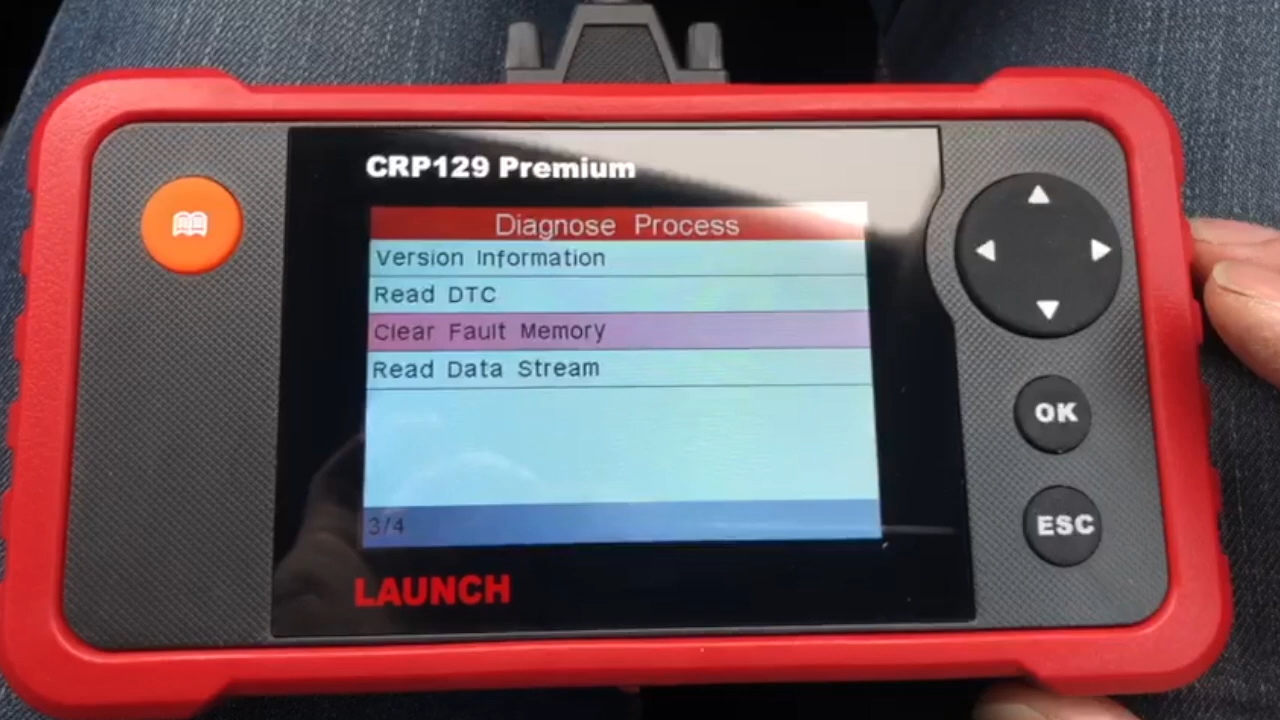 CRP129 Premium
Diagnose Process
Version Information
Read DTC
Clear Fault Memory
Read Data Stream
3/4
LAUNCH
OK
ESC